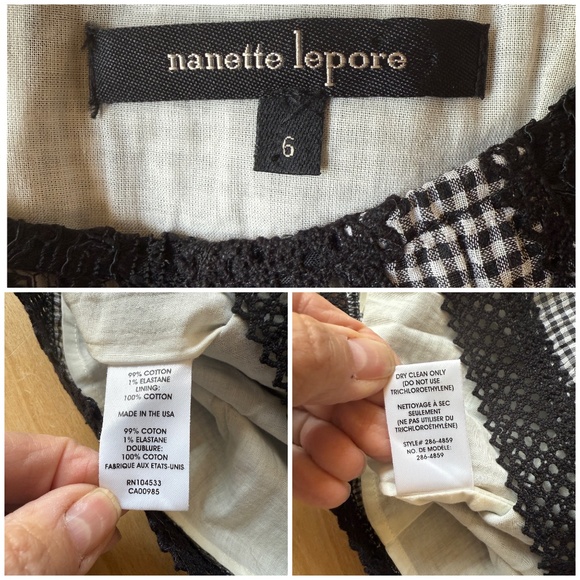 nanette lepore
6
99% COTTON
1% ELASTANE
LINING:
100% COTTON
MADE IN THE USA
99% COTON
1% ELASTANE
DOUBLURE:
100% COTON
FABRIQUE AUX ETATS-UNIS
RN104533
CA00985
DRY CLEAN ONLY
(DO NOT USE
TRICHLOROETHYLENE)
NETTOYAGE À SEC
SEULEMENT
(NE PAS UTILISER DU
TRICHLOROÉTHYLÈNE)
STYLE# 286-4859
NO. DE MODÈLE:
286-4859